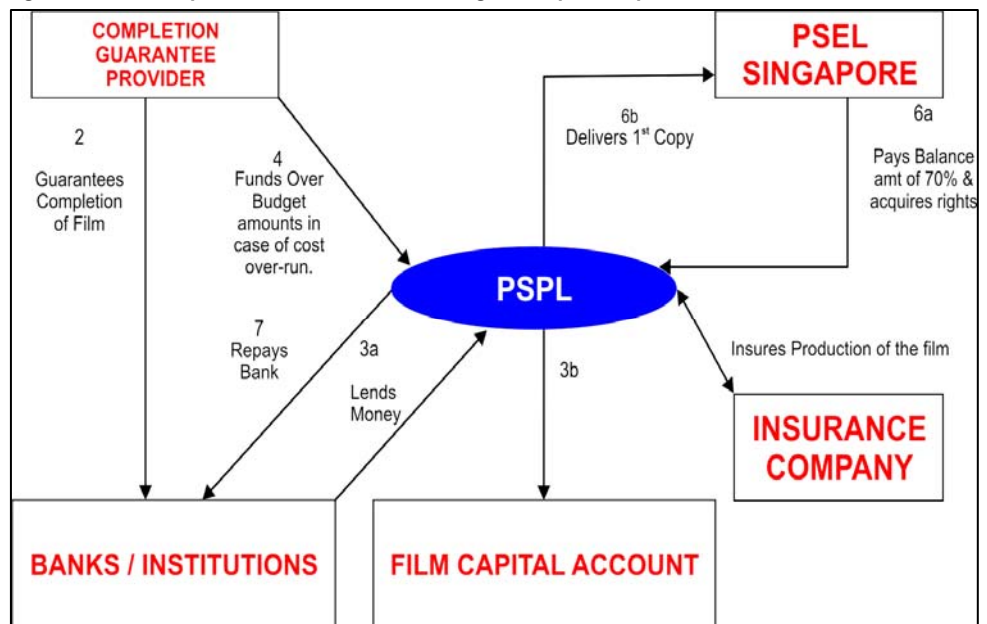 COMPLETION
GUARANTEE
PROVIDER
PSEL
SINGAPORE
2
Guarantees
Completion
of Film
4
Funds Over
Budget
amounts in
case of cost
over-run.
6b
Delivers 1st Copy
6a
Pays Balance
amt of 70% &
acquires rights
PSPL
7
Repays
Bank
3a
Lends
Money
3b
Insures Production of the film
INSURANCE
COMPANY
BANKS / INSTITUTIONS
FILM CAPITAL ACCOUNT